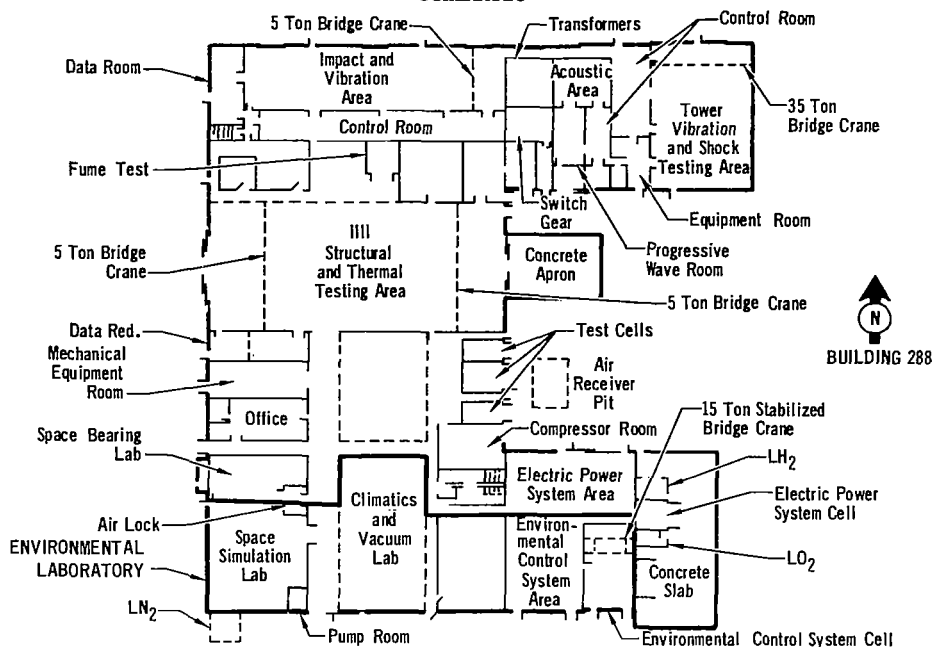 5 Ton Bridge Crane
Transformers
Control Room
Data Room
Impact and
Vibration
Area
Acoustic
Area
35 Ton
Bridge Crane
Tower
Vibration
and Shock
Testing Area
Control Room
Fume Test
Switch
Gear
Equipment Room
Progressive
Wave Room
Structural
and Thermal
Testing Area
Concrete
Apron
5 Ton Bridge
Crane
5 Ton Bridge Crane
N
BUILDING 288
Data Red.
Test Cells
Mechanical
Equipment
Room
Air
Receiver
Pit
Office
15 Ton Stabilized
Bridge Crane
Space Bearing
Lab
Compressor Room
LH2
Electric Power
System Area
Electric Power
System Cell
Climatics
and
Vacuum
Lab
Air Lock
Environ-
mental
Control
System
Area
Space
Simulation
Lab
ENVIRONMENTAL
LABORATORY
LO2
Concrete
Slab
LN2
Pump Room
Environmental Control System Cell